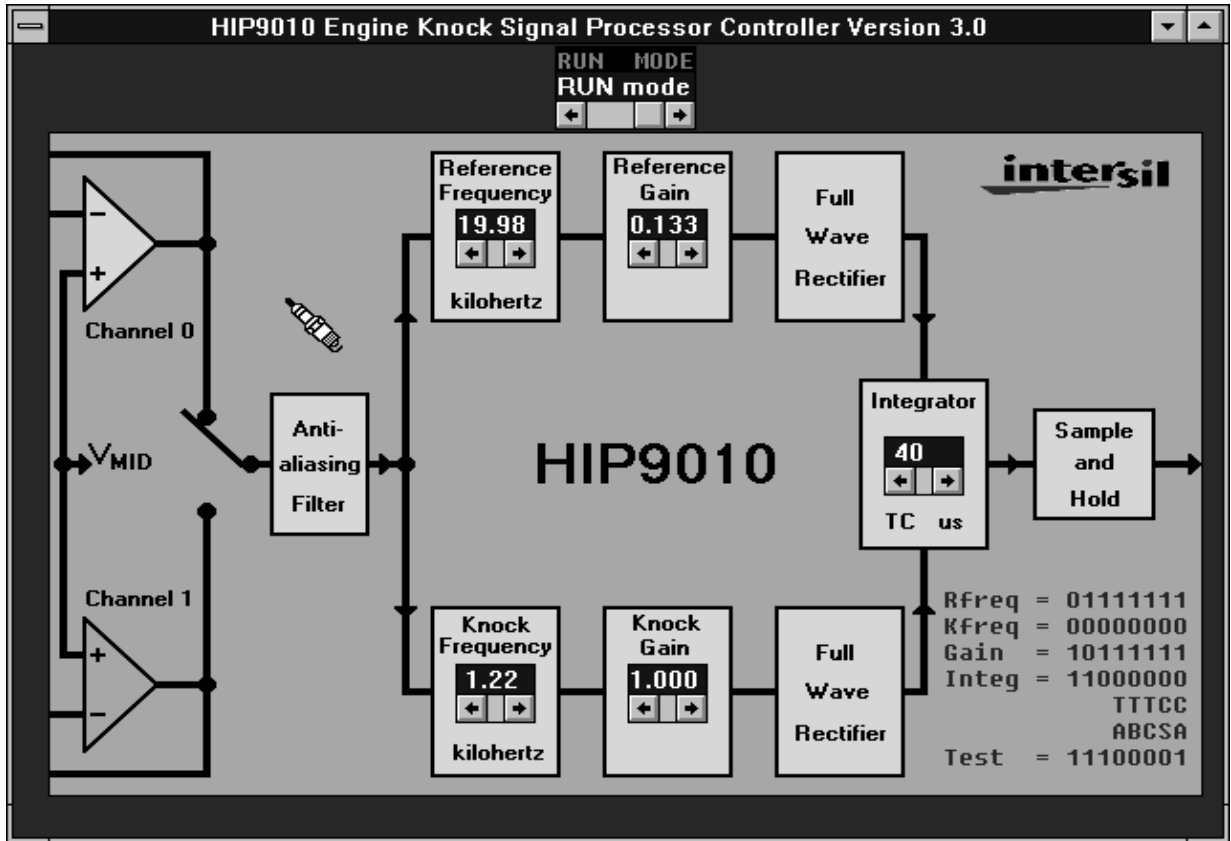 HIP9010 Engine Knock Signal Processor Controller Version 3.0
RUN MODE
RUN mode
Reference
Frequency
19.98
kilohertz
Reference
Gain
0.133
Full
Wave
Rectifier
intersil
-
+
Channel 0
VMID
Anti-
aliasing
Filter
HIP9010
Integrator
40
TC us
Sample
and
Hold
Channel 1
+
-
Knock
Frequency
1.22
kilohertz
Knock
Gain
1.000
Full
Wave
Rectifier
Rfreq = 01111111
Kfreq = 00000000
Gain = 10111111
Integ = 11000000
TTTCC
ABCSA
Test = 11100001